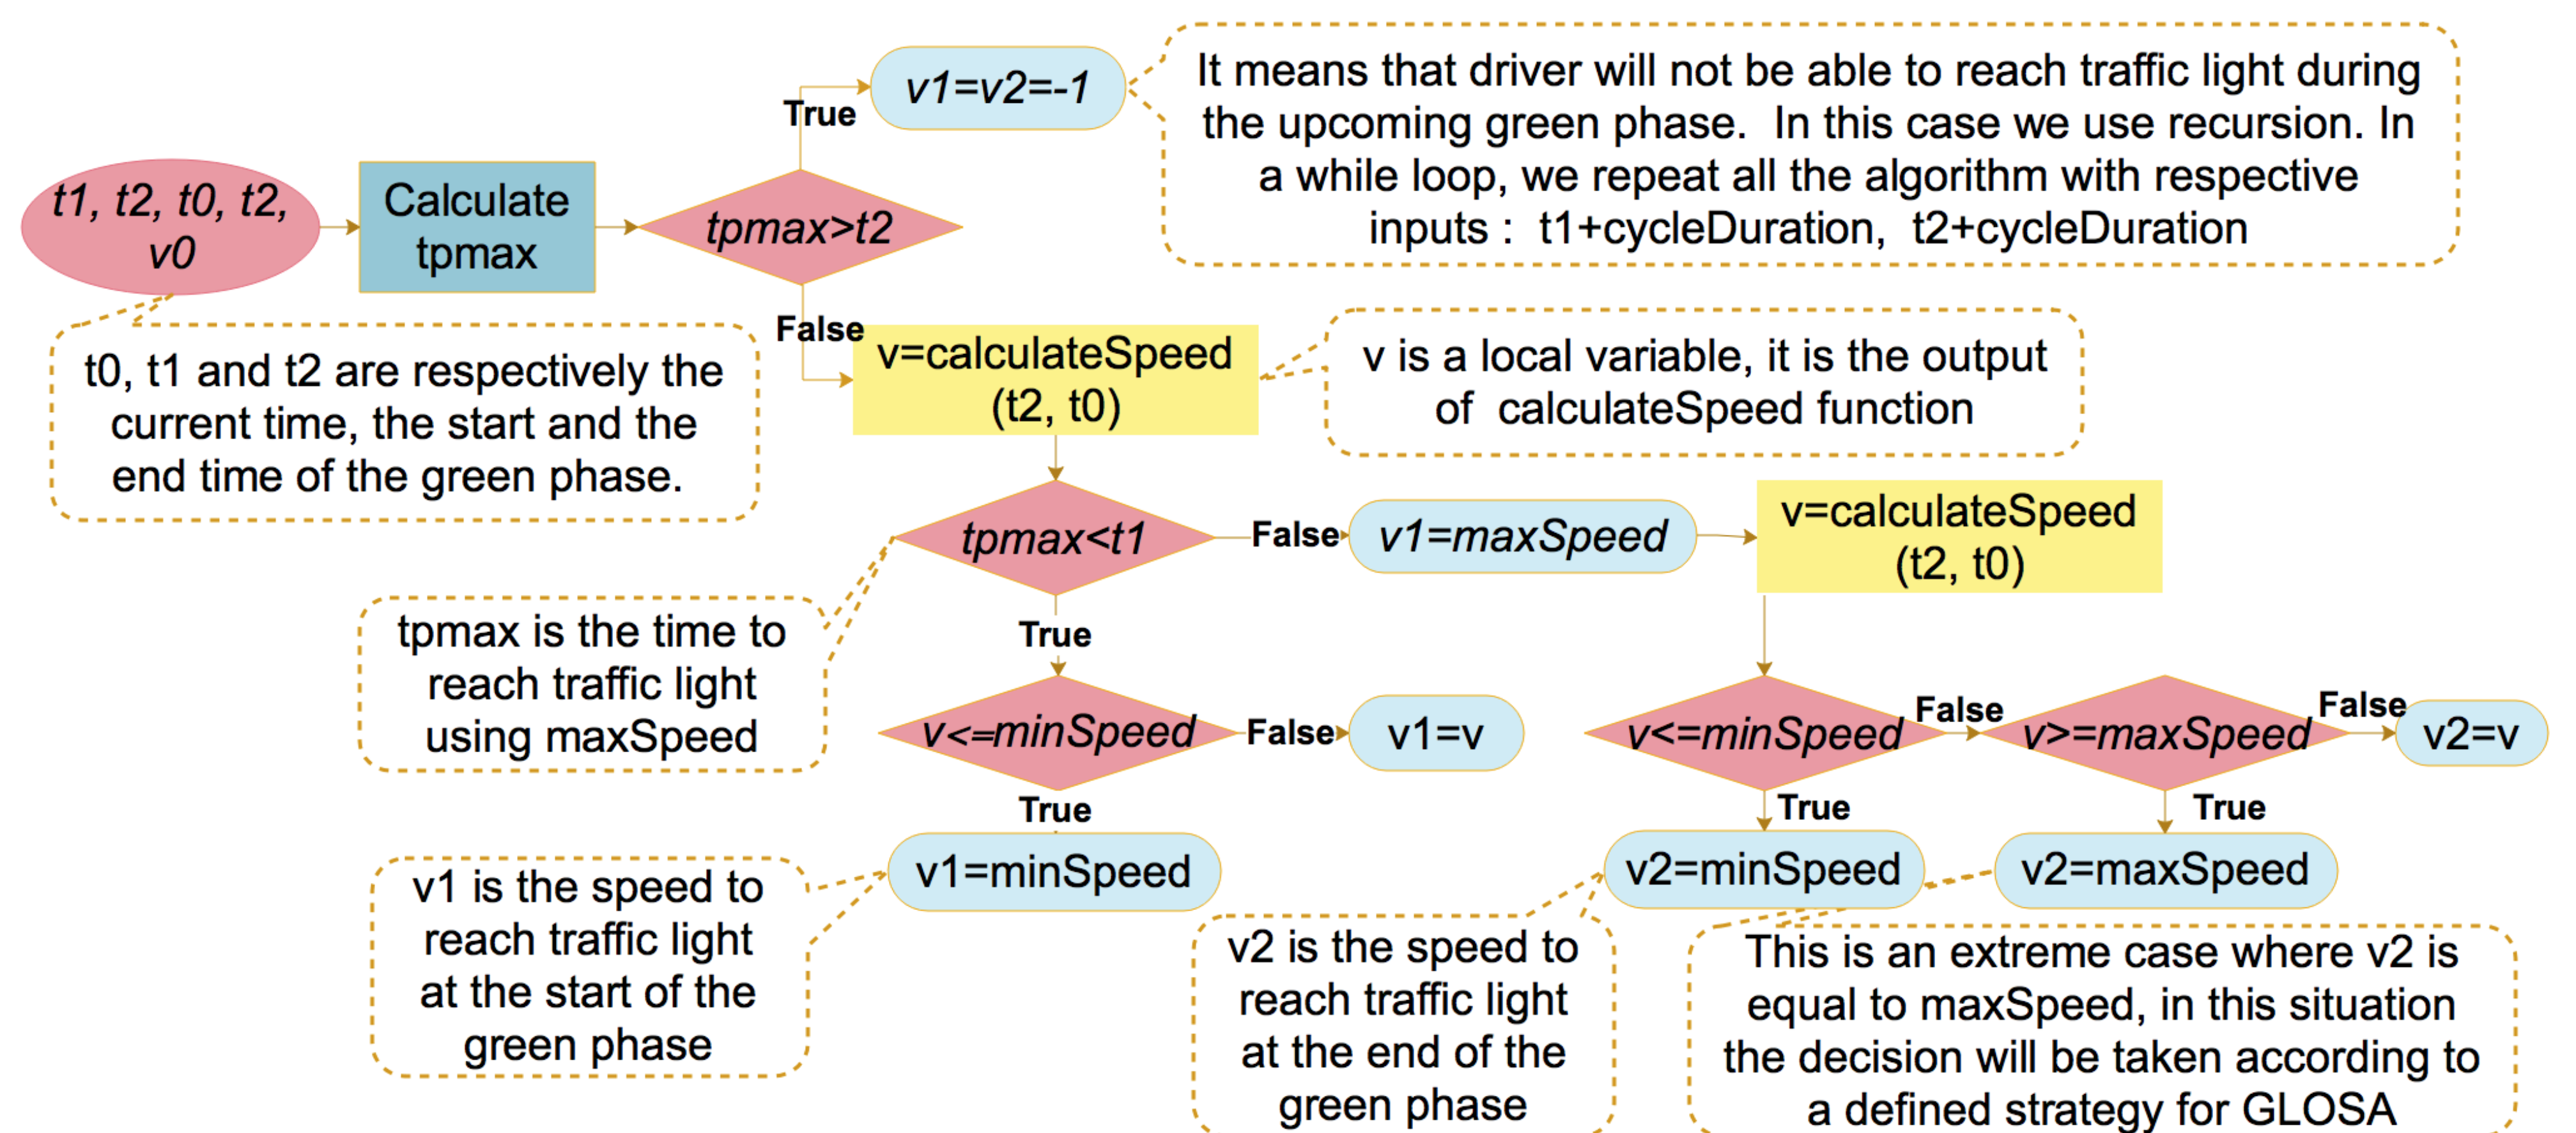 t1, t2, t0, t2,
v0
Calculate
tpmax
tpmax>t2
True
v1=v2=-1
It means that driver will not be able to reach traffic light during
the upcoming green phase.  In this case we use recursion. In
a while loop, we repeat all the algorithm with respective
inputs :  t1+cycleDuration,  t2+cycleDuration
t0, t1 and t2 are respectively the
current time, the start and the
end time of the green phase.
False
v=calculateSpeed
(t2, t0)
v is a local variable, it is the output
of  calculateSpeed function
tpmax<t1
False
v1=maxSpeed
v=calculateSpeed
(t2, t0)
tpmax is the time to
reach traffic light
using maxSpeed
True
v<=minSpeed
False
v1=v
v<=minSpeed
False
v>=maxSpeed
False
v2=v
True
v1=minSpeed
True
v2=minSpeed
True
v2=maxSpeed
v1 is the speed to
reach traffic light
at the start of the
green phase
v2 is the speed to
reach traffic light
at the end of the
green phase
This is an extreme case where v2 is
equal to maxSpeed, in this situation
the decision will be taken according to
a defined strategy for GLOSA